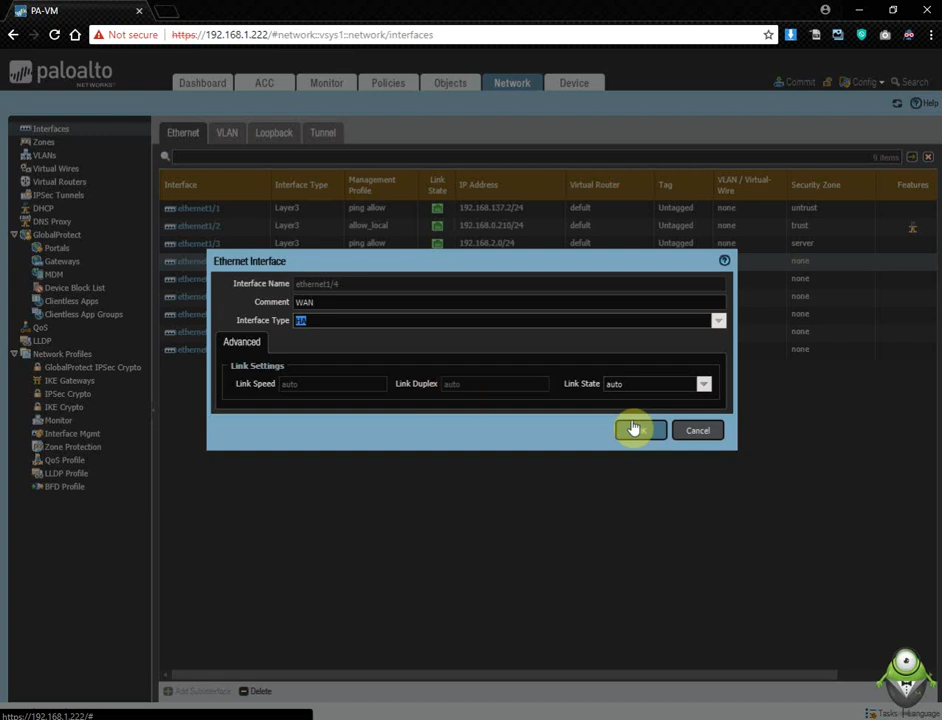 PA-VM
Not secure
https://192.168.1.222/#network::vsys1::network/interfaces
paloalto
NETWORKS
Dashboard
ACC
Monitor
Policies
Objects
Network
Device
Commit
Config
Search
Help
Interfaces
Zones
VLANs
Virtual Wires
Virtual Routers
IPSec Tunnels
DHCP
DNS Proxy
GlobalProtect
Portals
Gateways
MDM
Device Block List
Clientless Apps
Clientless App Groups
QoS
LLDP
Network Profiles
GlobalProtect IPSec Crypto
IKE Gateways
IPSec Crypto
IKE Crypto
Monitor
Interface Mgmt
Zone Protection
QoS Profile
LLDP Profile
BFD Profile
Ethernet
VLAN
Loopback
Tunnel
9 items
Interface
Interface Type
Management Profile
Link State
IP Address
Virtual Router
Tag
VLAN / Virtual-Wire
Security Zone
Features
ethernet1/1 Layer3 ping allow 192.168.137.2/24 defult Untagged none untrust
ethernet1/2 Layer3 allow_local 192.168.0.210/24 defult Untagged none trust
ethernet1/3 Layer3 ping allow 192.168.2.0/24 defult Untagged none server
ethernet none
ethernet none
ethernet none
ethernet none
ethernet none
ethernet none
Ethernet Interface
Interface Name ethernet1/4
Comment WAN
Interface Type HA
Advanced
Link Settings
Link Speed auto
Link Duplex auto
Link State auto
Cancel
Add Subinterface
Delete
https://192.168.1.222/#
Tasks
Language